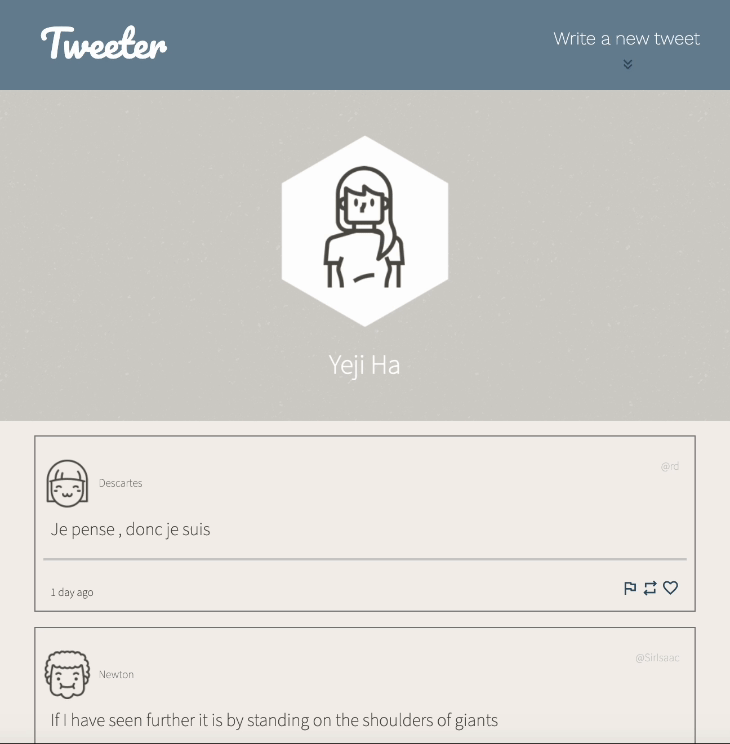 Tweeter
Write a new tweet
Yeji Ha
Descartes
@rd
Je pense , donc je suis
1 day ago
Newton
@SirIsaac
If I have seen further it is by standing on the shoulders of giants